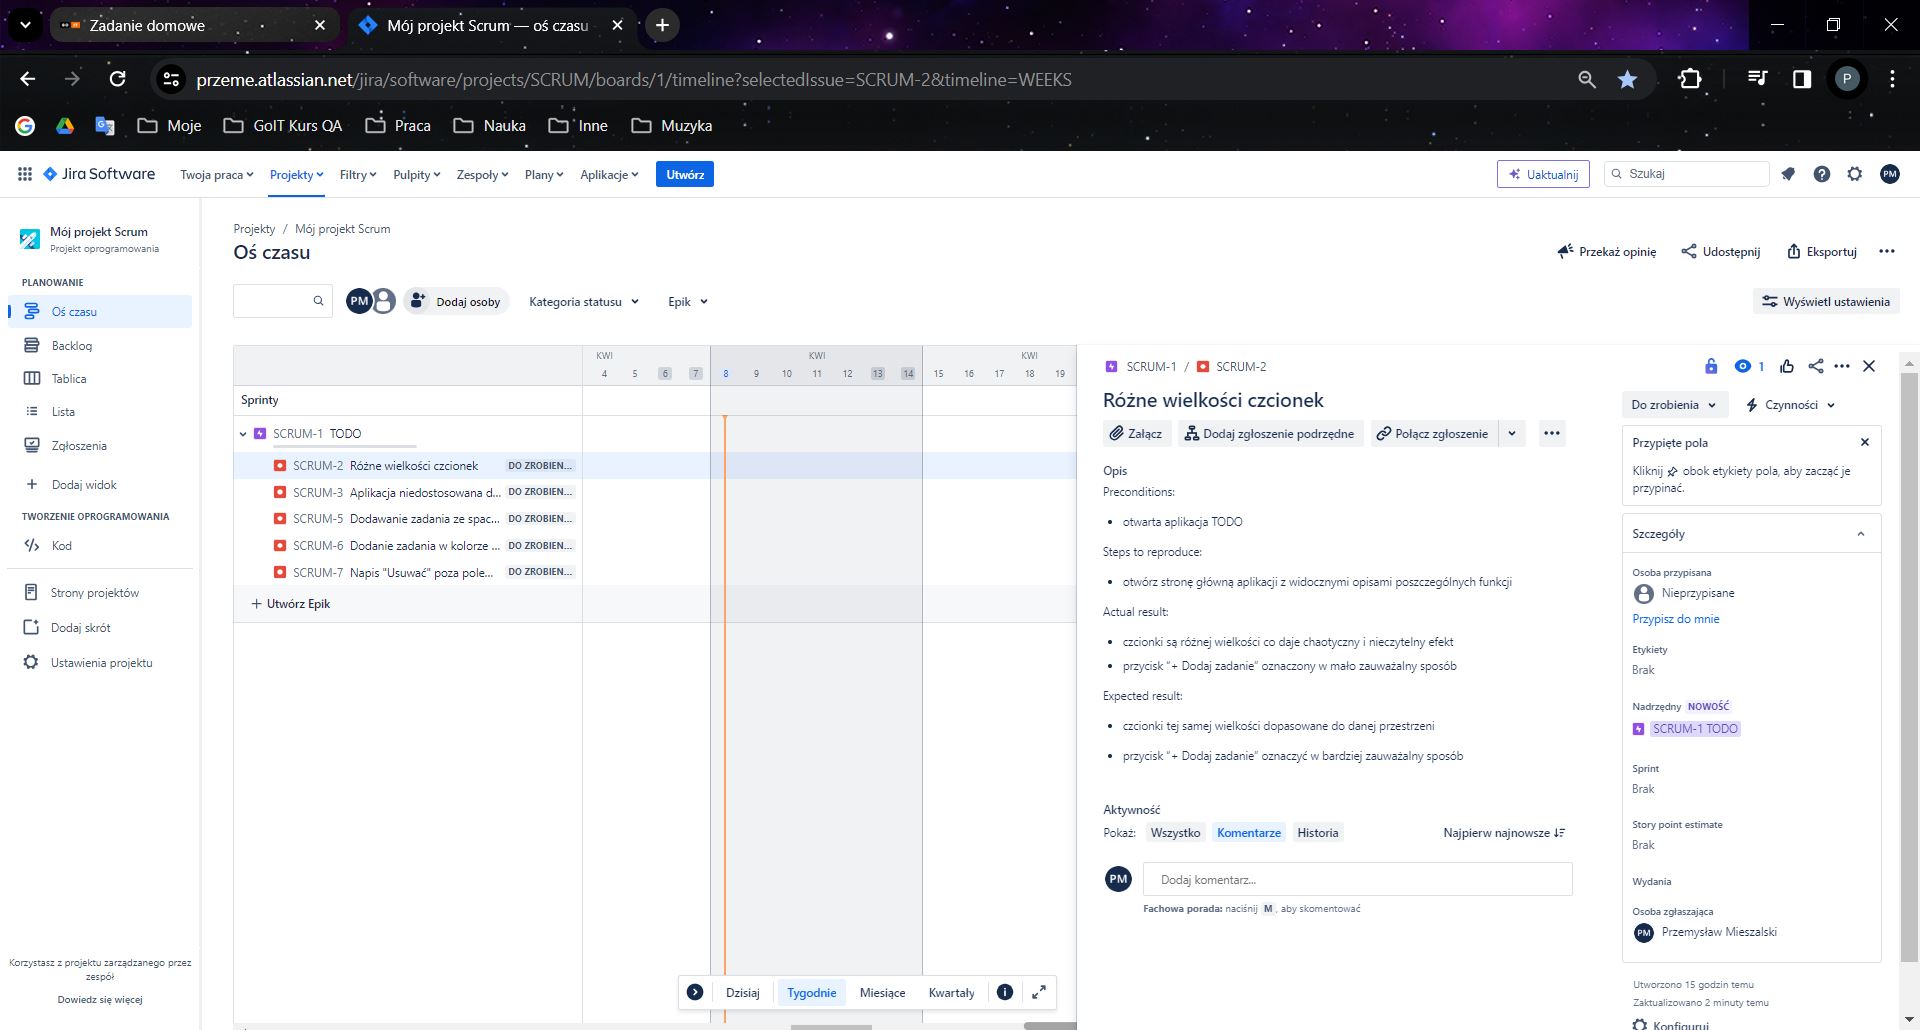 Zadanie domowe
Mój projekt Scrum — oś czasu
przeme.atlassian.net/jira/software/projects/SCRUM/boards/1/timeline?selectedIssue=SCRUM-2&timeline=WEEKS
P
Moje
GoIT Kurs QA
Praca
Nauka
Inne
Muzyka
Jira Software
Twoja praca
Projekty
Filtry
Pulpity
Zespoły
Plany
Aplikacje
Utwórz
Uaktualnij
Szukaj
PM
Mój projekt Scrum
Projekt oprogramowania
PLANOWANIE
Oś czasu
Backlog
Tablica
Lista
Zgłoszenia
Dodaj widok
TWORZENIE OPROGRAMOWANIA
Kod
Strony projektów
Dodaj skrót
Ustawienia projektu
Korzystasz z projektu zarządzanego przez
zespół
Dowiedz się więcej
Projekty / Mój projekt Scrum
Oś czasu
Przekaż opinię
Udostępnij
Eksportuj
PM
Dodaj osoby
Kategoria statusu
Epik
Wyświetl ustawienia
KWI KWI KWI
4 5 6 7 8 9 10 11 12 13 14 15 16 17 18 19
Sprinty
SCRUM-1 TODO
SCRUM-2 Różne wielkości czcionek DO ZROBIEN...
SCRUM-3 Aplikacja niedostosowana d... DO ZROBIEN...
SCRUM-5 Dodawanie zadania ze spac... DO ZROBIEN...
SCRUM-6 Dodanie zadania w kolorze ... DO ZROBIEN...
SCRUM-7 Napis "Usuwać" poza pole... DO ZROBIEN...
+ Utwórz Epik
Dzisiaj
Tygodnie
Miesiące
Kwartały
SCRUM-1 / SCRUM-2
1
Różne wielkości czcionek
Załącz
Dodaj zgłoszenie podrzędne
Połącz zgłoszenie
Opis
Preconditions:
• otwarta aplikacja TODO
Steps to reproduce:
• otwórz stronę główną aplikacji z widocznymi opisami poszczególnych funkcji
Actual result:
• czcionki są różnej wielkości co daje chaotyczny i nieczytelny efekt
• przycisk “+ Dodaj zadanie” oznaczony w mało zauważalny sposób
Expected result:
• czcionki tej samej wielkości dopasowane do danej przestrzeni
• przycisk “+ Dodaj zadanie” oznaczyć w bardziej zauważalny sposób
Aktywność
Pokaż: Wszystko Komentarze Historia
Najpierw najnowsze
PM
Dodaj komentarz...
Fachowa porada: naciśnij M, aby skomentować
Do zrobienia
Czynności
Przypięte pola
Kliknij obok etykiety pola, aby zacząć je
przypinać.
Szczegóły
Osoba przypisana
Nieprzypisane
Przypisz do mnie
Etykiety
Brak
Nadrzędny NOWOŚĆ
SCRUM-1 TODO
Sprint
Brak
Story point estimate
Brak
Wydania
Osoba zgłaszająca
PM Przemysław Mieszalski
Utworzono 15 godzin temu
Zaktualizowano 2 minuty temu
Konfiguruj